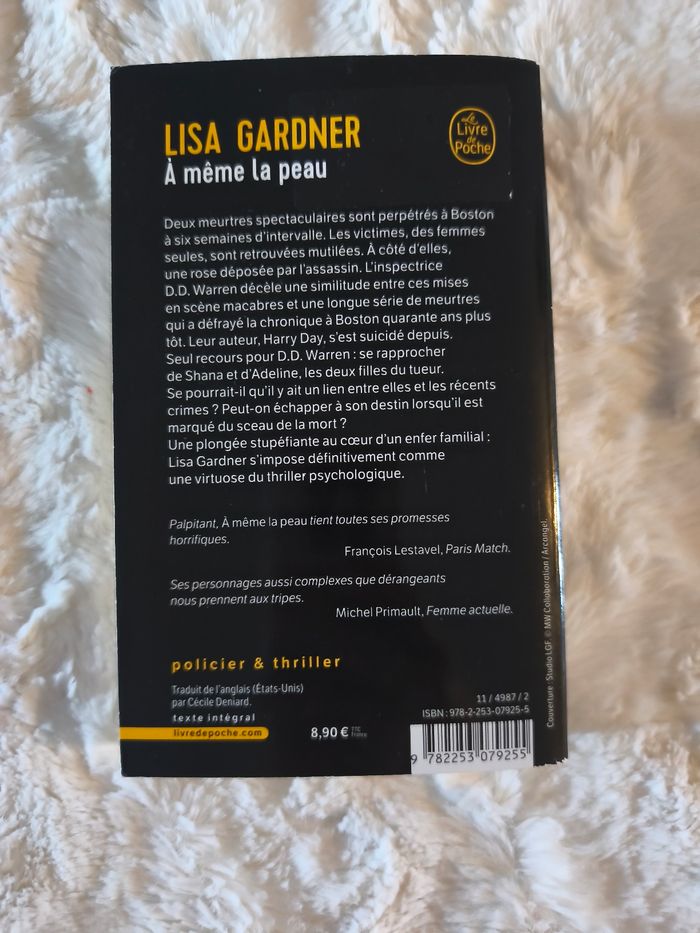 LISA GARDNER
À même la peau
Le
Livre
de
Poche
Deux meurtres spectaculaires sont perpétrés à Boston
à six semaines d'intervalle. Les victimes, des femmes
seules, sont retrouvées mutilées. À côté d'elles,
une rose déposée par l'assassin. L'inspectrice
D.D. Warren décèle une similitude entre ces mises
en scène macabres et une longue série de meurtres
qui a défrayé la chronique à Boston quarante ans plus
tôt. Leur auteur, Harry Day, s'est suicidé depuis.
Seul recours pour D.D. Warren : se rapprocher
de Shana et d'Adeline, les deux filles du tueur.
Se pourrait-il qu'il y ait un lien entre elles et les récents
crimes ? Peut-on échapper à son destin lorsqu'il est
marqué du sceau de la mort ?
Une plongée stupéfiante au cœur d'un enfer familial :
Lisa Gardner s'impose définitivement comme
une virtuose du thriller psychologique.
Palpitant, À même la peau tient toutes ses promesses
horrifiques.
François Lestavel, Paris Match.
Ses personnages aussi complexes que dérangeants
nous prennent aux tripes.
Michel Primault, Femme actuelle.
policier & thriller
Traduit de l'anglais (États-Unis)
par Cécile Deniard.
texte intégral
livredepoche.com
8,90 € TTC
France
11 / 4987 / 2
ISBN : 978-2-253-07925-5
9 782253 079255
Couverture : Studio LGF. © MW Collaboration / Arcangel.